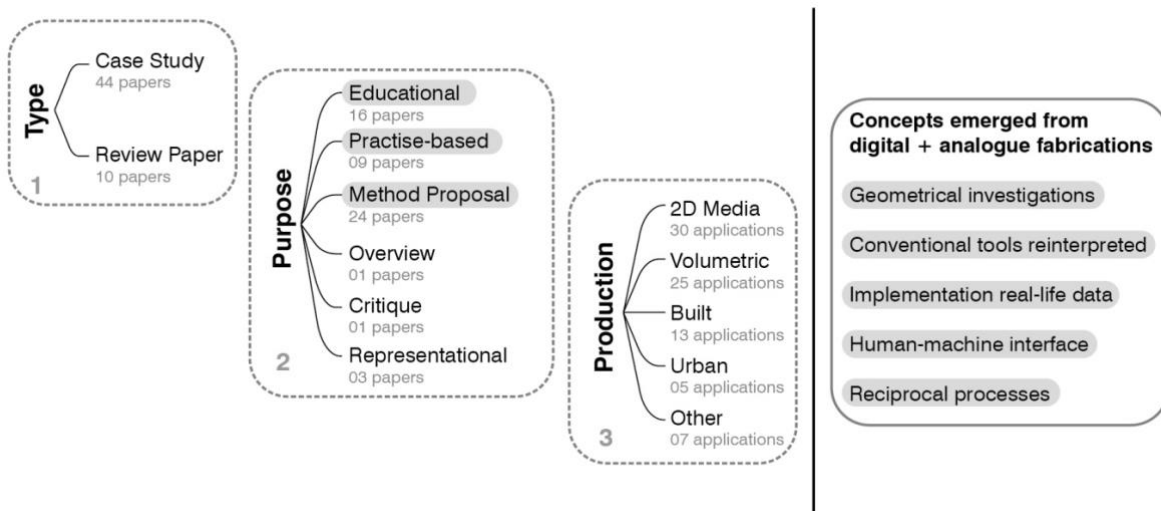 Type
Case Study
44 papers
Review Paper
10 papers
1
Purpose
Educational
16 papers
Practise-based
09 papers
Method Proposal
24 papers
Overview
01 papers
Critique
01 papers
Representational
03 papers
2
Production
2D Media
30 applications
Volumetric
25 applications
Built
13 applications
Urban
05 applications
Other
07 applications
3
Concepts emerged from
digital + analogue fabrications
Geometrical investigations
Conventional tools reinterpreted
Implementation real-life data
Human-machine interface
Reciprocal processes